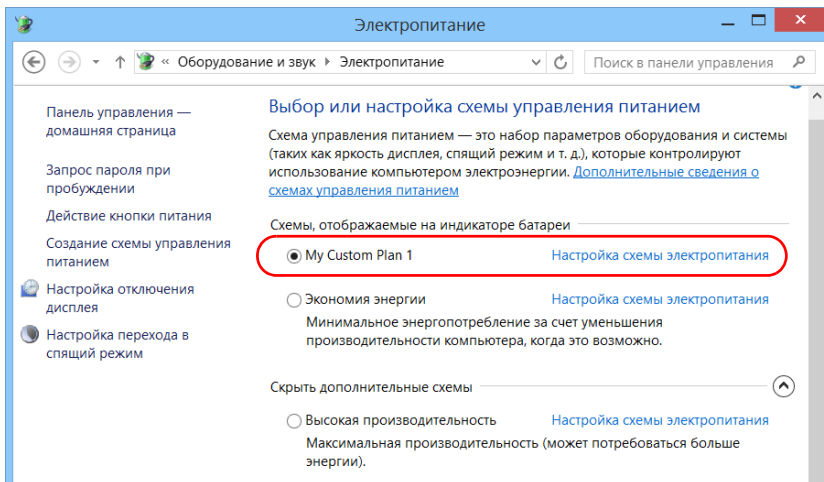 Электропитание
« Оборудование и звук Электропитание
Поиск в панели управления
Панель управления —
домашняя страница
Запрос пароля при
пробуждении
Действие кнопки питания
Создание схемы управления
питанием
Настройка отключения
дисплея
Настройка перехода в
спящий режим
Выбор или настройка схемы управления питанием
Схема управления питанием — это набор параметров оборудования и системы
(таких как яркость дисплея, спящий режим и т. д.), которые контролируют
использование компьютером электроэнергии. Дополнительные сведения о
схемах управления питанием
Схемы, отображаемые на индикаторе батареи
My Custom Plan 1 Настройка схемы электропитания
Экономия энергии Настройка схемы электропитания
Минимальное энергопотребление за счет уменьшения
производительности компьютера, когда это возможно.
Скрыть дополнительные схемы
Высокая производительность Настройка схемы электропитания
Максимальная производительность (может потребоваться больше
энергии).